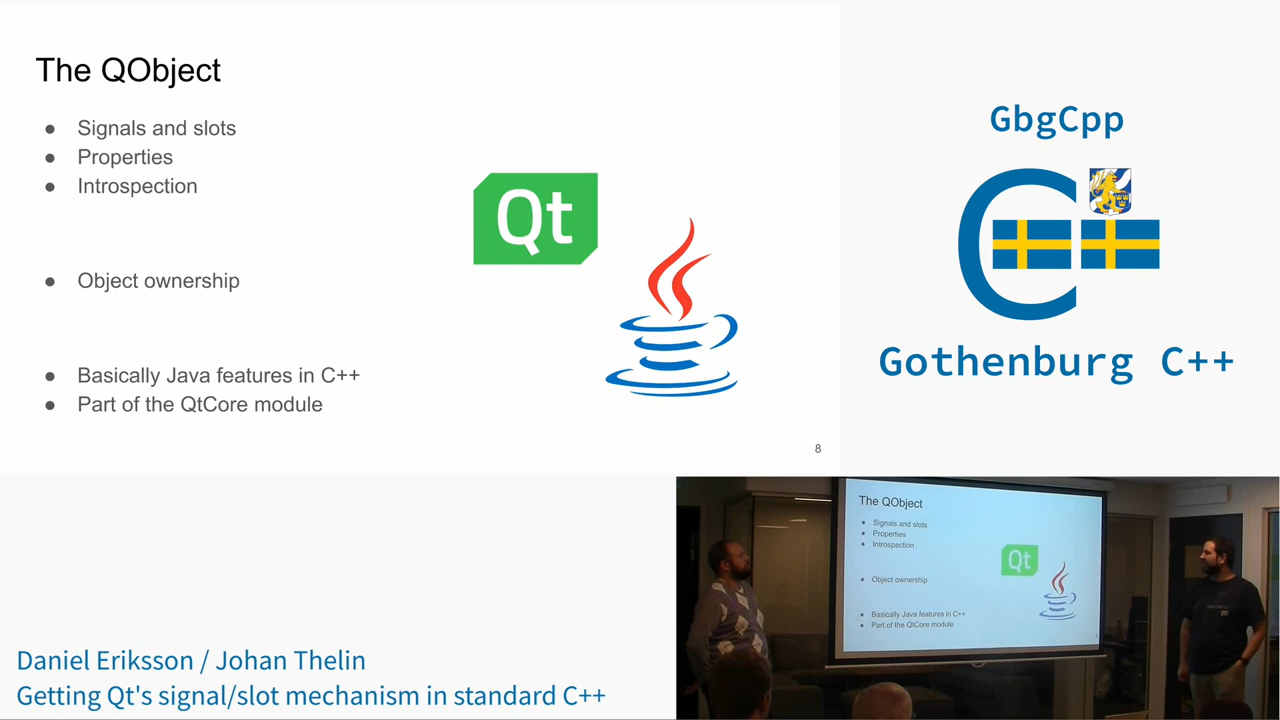 The QObject
● Signals and slots
● Properties
● Introspection
● Object ownership
● Basically Java features in C++
● Part of the QtCore module
Qt
8
GbgCpp
C
Gothenburg C++
The QObject
● Signals and slots
● Properties
● Introspection
● Object ownership
● Basically Java features in C++
● Part of the QtCore module
Qt
Daniel Eriksson / Johan Thelin
Getting Qt's signal/slot mechanism in standard C++